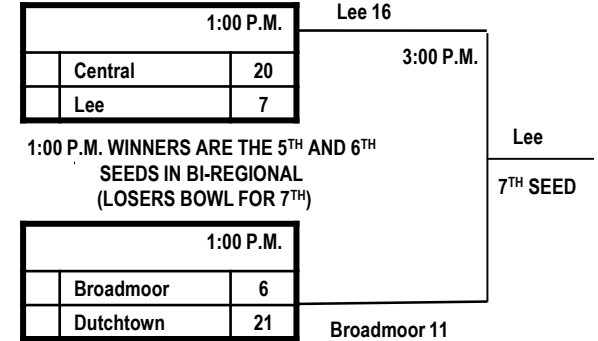 1:00 P.M.
Lee 16
Central 20
Lee 7
3:00 P.M.
1:00 P.M. WINNERS ARE THE 5TH AND 6TH
SEEDS IN BI-REGIONAL
(LOSERS BOWL FOR 7TH)
Lee
7TH SEED
1:00 P.M.
Broadmoor 6
Dutchtown 21
Broadmoor 11